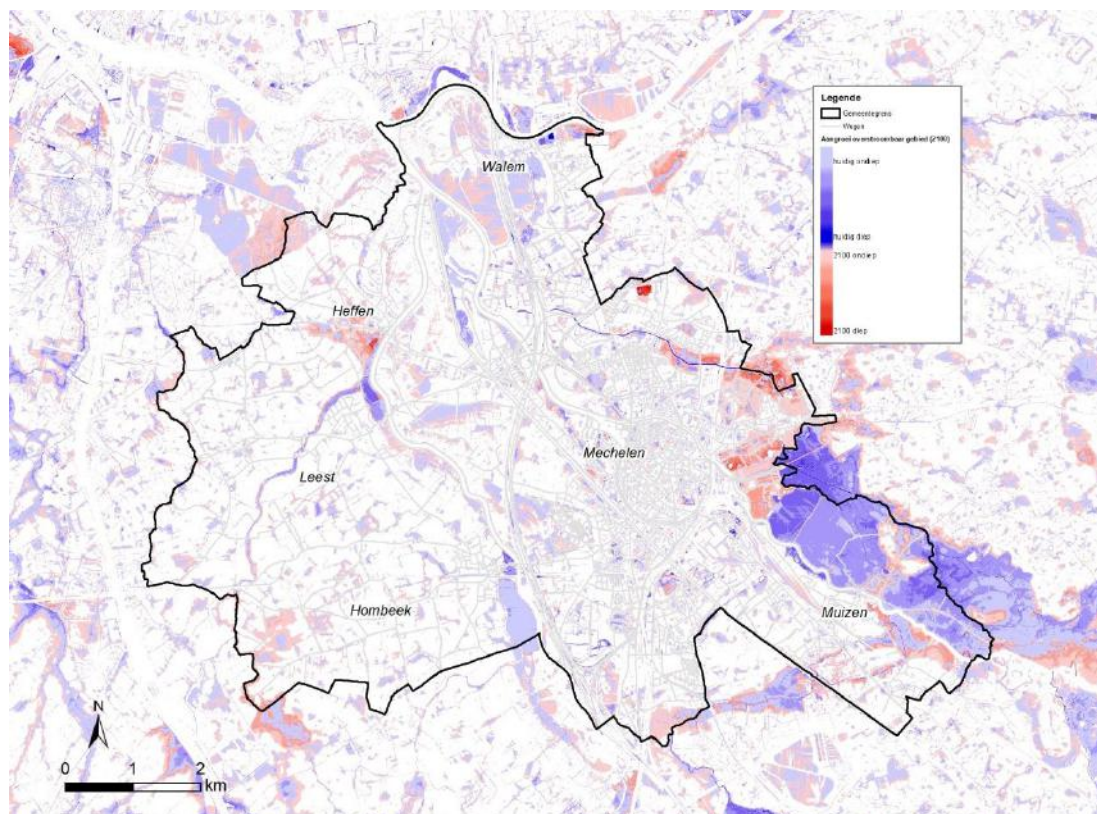 Legende
Gemeentegrens
Wegen
Aangroei overstroombaar gebied (2100)
huidig ondiep
huidig diep
2100 ondiep
2100 diep
Walem
Heffen
Mechelen
Leest
Hombeek
Muizen
N
0 1 2
km